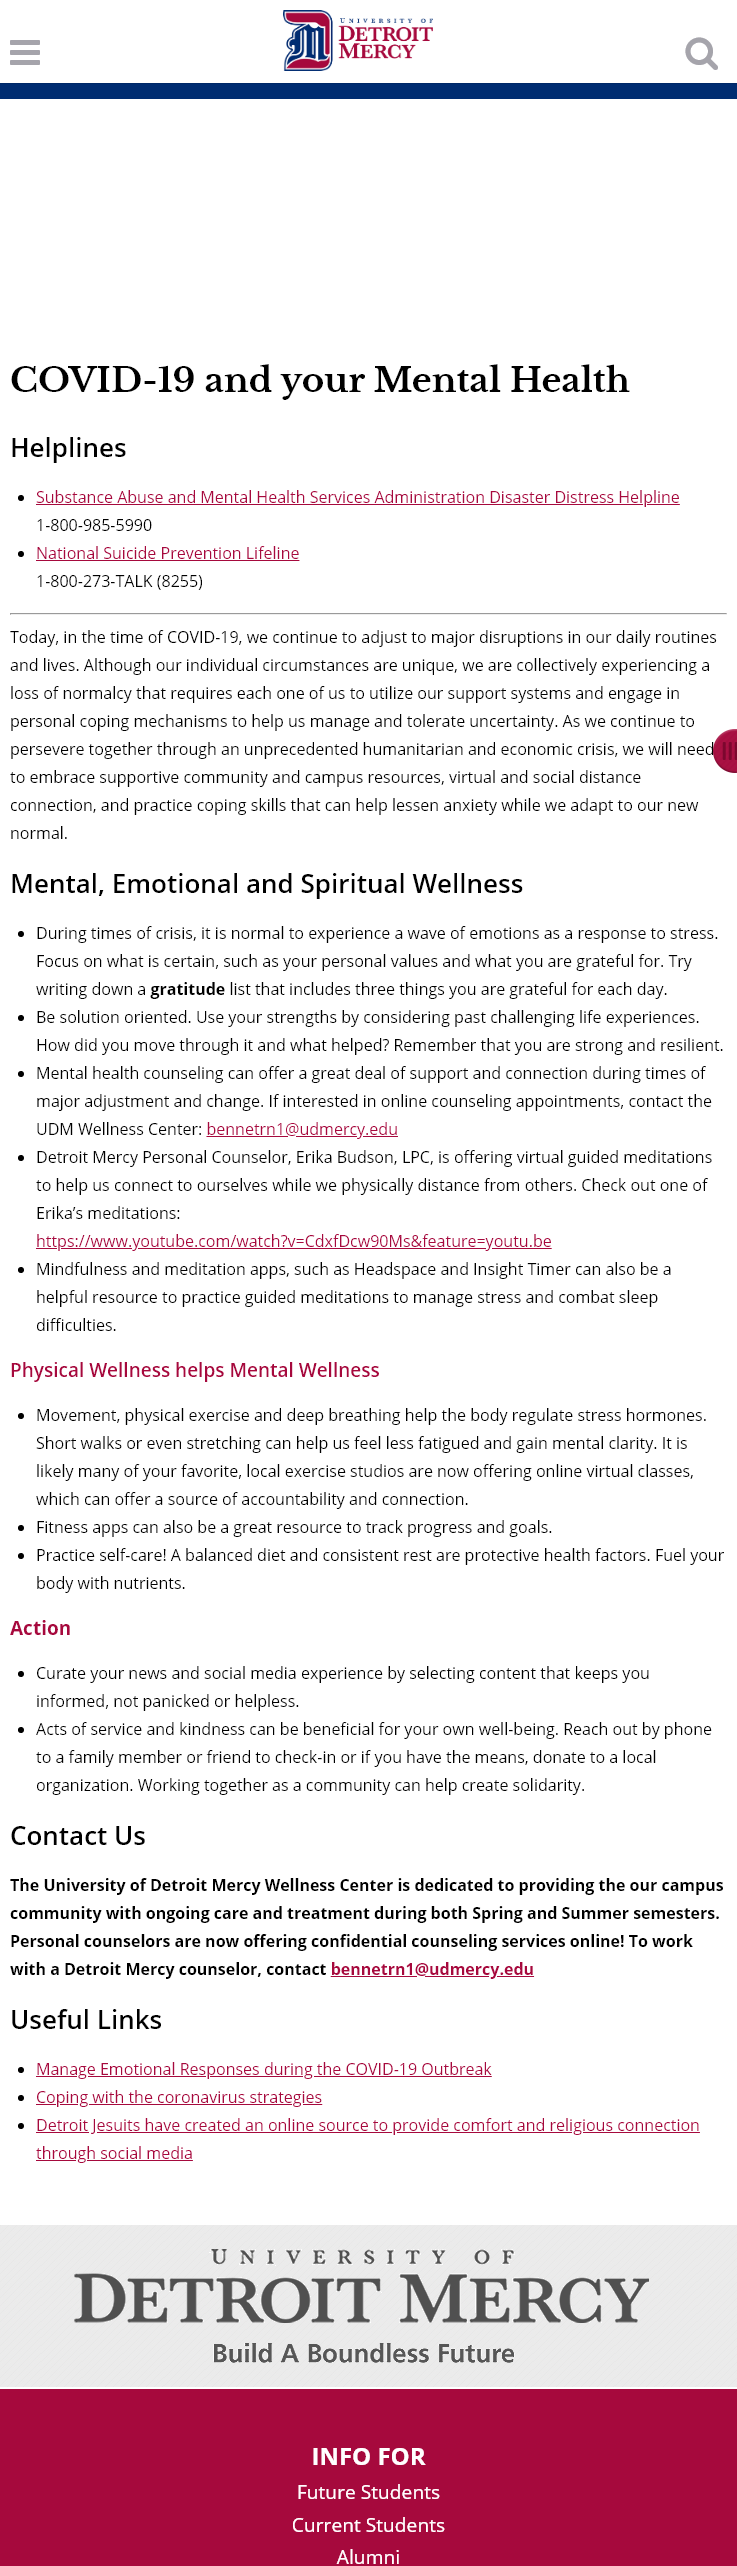 UNIVERSITY OF
DETROIT
MERCY
COVID-19 and your Mental Health
Helplines
Substance Abuse and Mental Health Services Administration Disaster Distress Helpline
1-800-985-5990
National Suicide Prevention Lifeline
1-800-273-TALK (8255)
Today, in the time of COVID-19, we continue to adjust to major disruptions in our daily routines
and lives. Although our individual circumstances are unique, we are collectively experiencing a
loss of normalcy that requires each one of us to utilize our support systems and engage in
personal coping mechanisms to help us manage and tolerate uncertainty. As we continue to
persevere together through an unprecedented humanitarian and economic crisis, we will need
to embrace supportive community and campus resources, virtual and social distance
connection, and practice coping skills that can help lessen anxiety while we adapt to our new
normal.
Mental, Emotional and Spiritual Wellness
During times of crisis, it is normal to experience a wave of emotions as a response to stress.
Focus on what is certain, such as your personal values and what you are grateful for. Try
writing down a gratitude list that includes three things you are grateful for each day.
Be solution oriented. Use your strengths by considering past challenging life experiences.
How did you move through it and what helped? Remember that you are strong and resilient.
Mental health counseling can offer a great deal of support and connection during times of
major adjustment and change. If interested in online counseling appointments, contact the
UDM Wellness Center: bennetrn1@udmercy.edu
Detroit Mercy Personal Counselor, Erika Budson, LPC, is offering virtual guided meditations
to help us connect to ourselves while we physically distance from others. Check out one of
Erika’s meditations:
https://www.youtube.com/watch?v=CdxfDcw90Ms&feature=youtu.be
Mindfulness and meditation apps, such as Headspace and Insight Timer can also be a
helpful resource to practice guided meditations to manage stress and combat sleep
difficulties.
Physical Wellness helps Mental Wellness
Movement, physical exercise and deep breathing help the body regulate stress hormones.
Short walks or even stretching can help us feel less fatigued and gain mental clarity. It is
likely many of your favorite, local exercise studios are now offering online virtual classes,
which can offer a source of accountability and connection.
Fitness apps can also be a great resource to track progress and goals.
Practice self-care! A balanced diet and consistent rest are protective health factors. Fuel your
body with nutrients.
Action
Curate your news and social media experience by selecting content that keeps you
informed, not panicked or helpless.
Acts of service and kindness can be beneficial for your own well-being. Reach out by phone
to a family member or friend to check-in or if you have the means, donate to a local
organization. Working together as a community can help create solidarity.
Contact Us
The University of Detroit Mercy Wellness Center is dedicated to providing the our campus
community with ongoing care and treatment during both Spring and Summer semesters.
Personal counselors are now offering confidential counseling services online! To work
with a Detroit Mercy counselor, contact bennetrn1@udmercy.edu
Useful Links
Manage Emotional Responses during the COVID-19 Outbreak
Coping with the coronavirus strategies
Detroit Jesuits have created an online source to provide comfort and religious connection
through social media
UNIVERSITY OF
DETROIT MERCY
Build A Boundless Future
INFO FOR
Future Students
Current Students
Alumni